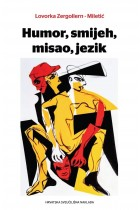 Lovorka Zergollern - Miletić
Humor, smijeh,
misao, jezik
HRVATSKA SVEUČILIŠNA NAKLADA